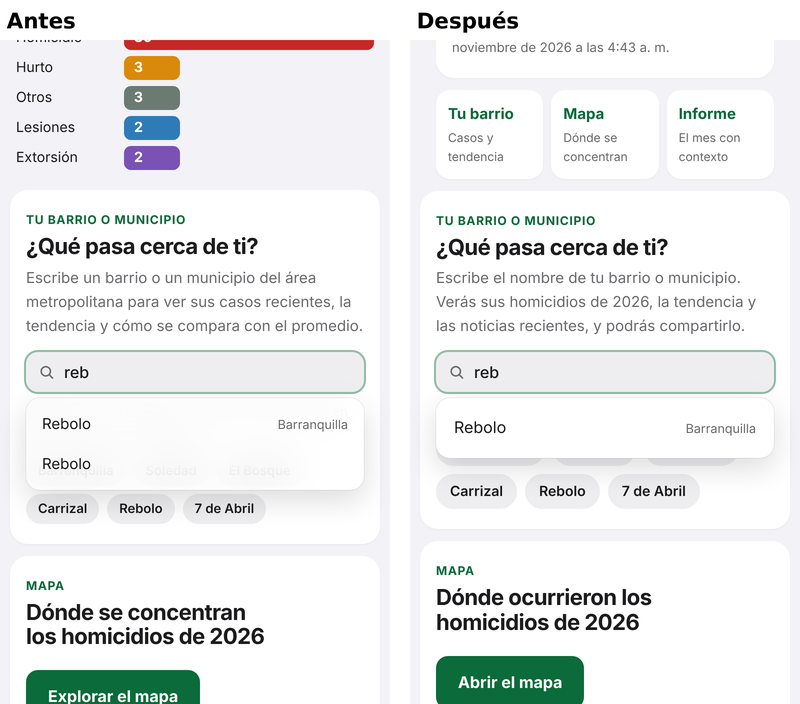 Antes
Homicidio
Hurto 3
Otros 3
Lesiones 2
Extorsión 2
TU BARRIO O MUNICIPIO
¿Qué pasa cerca de ti?
Escribe un barrio o un municipio del área
metropolitana para ver sus casos recientes, la
tendencia y cómo se compara con el promedio.
reb
Rebolo Barranquilla
Rebolo
Barranquilla Soledad El Bosque
Carrizal Rebolo 7 de Abril
MAPA
Dónde se concentran
los homicidios de 2026
Explorar el mapa
Después
noviembre de 2026 a las 4:43 a. m.
Tu barrio
Casos y
tendencia
Mapa
Dónde se
concentran
Informe
El mes con
contexto
TU BARRIO O MUNICIPIO
¿Qué pasa cerca de ti?
Escribe el nombre de tu barrio o municipio.
Verás sus homicidios de 2026, la tendencia y
las noticias recientes, y podrás compartirlo.
reb
Rebolo Barranquilla
Carrizal Rebolo 7 de Abril
MAPA
Dónde ocurrieron los
homicidios de 2026
Abrir el mapa